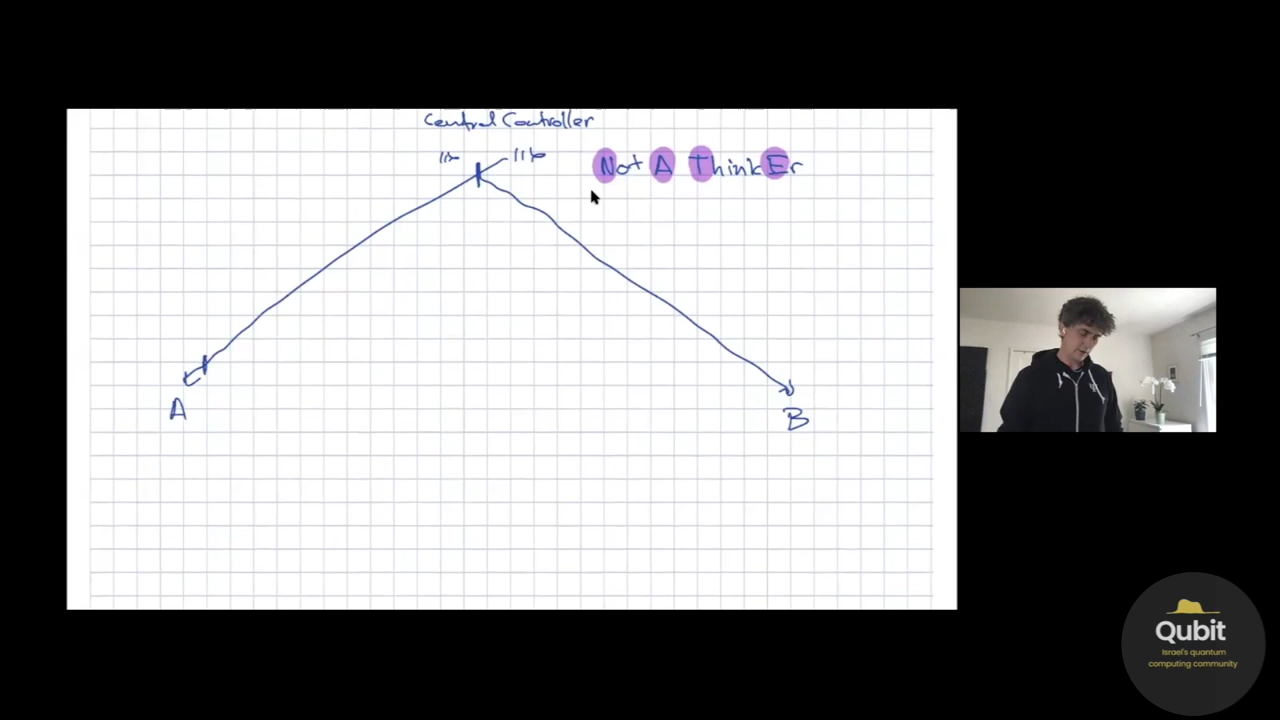 Central Controller
Not A ThinkEr
A
B
Qubit
Israel's quantum
computing community